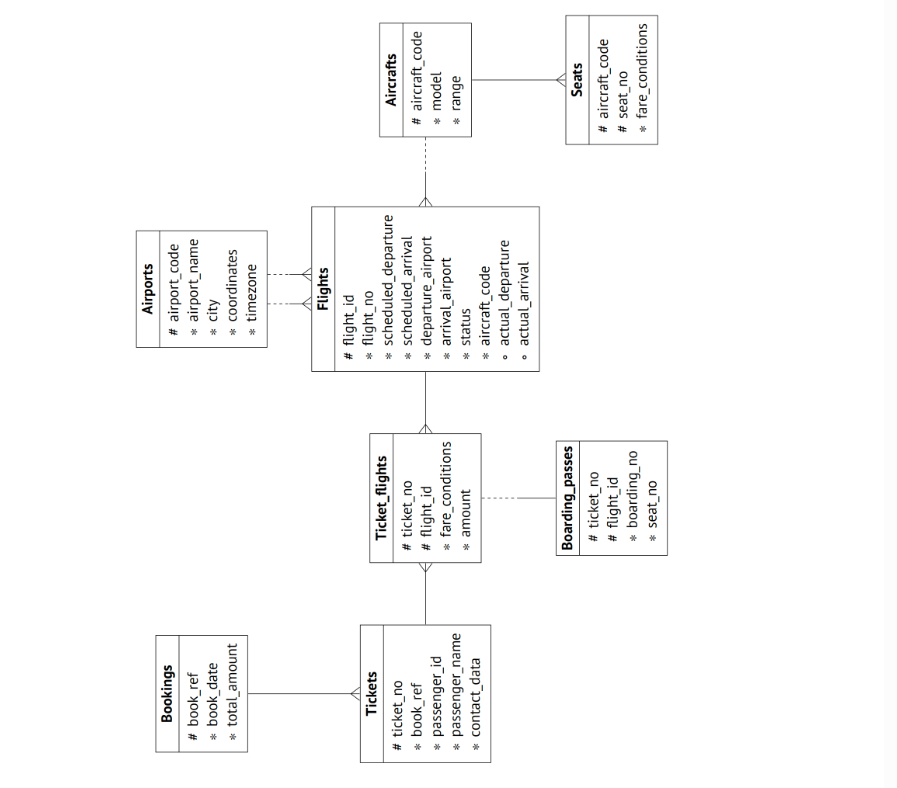 Bookings
# book_ref
* book_date
* total_amount
Airports
# airport_code
* airport_name
* city
* coordinates
* timezone
Tickets
# ticket_no
* book_ref
* passenger_id
* passenger_name
* contact_data
Ticket_flights
# ticket_no
# flight_id
* fare_conditions
* amount
Flights
# flight_id
* flight_no
* scheduled_departure
* scheduled_arrival
* departure_airport
* arrival_airport
* status
* aircraft_code
° actual_departure
° actual_arrival
Aircrafts
# aircraft_code
* model
* range
Boarding_passes
# ticket_no
# flight_id
* boarding_no
* seat_no
Seats
# aircraft_code
# seat_no
* fare_conditions